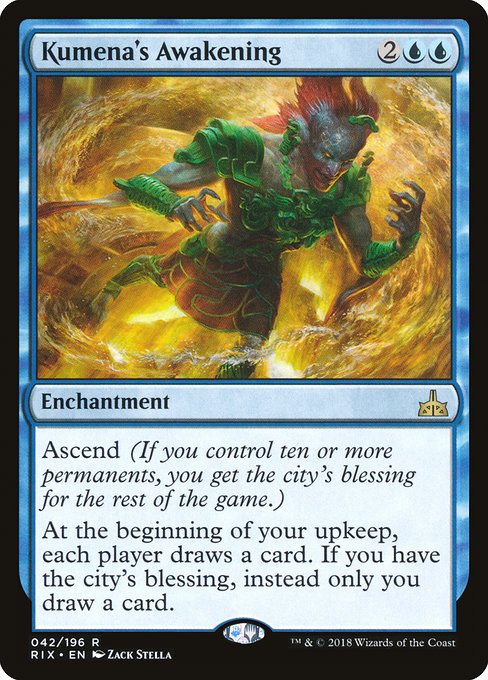 Kumena's Awakening 2
Enchantment
Ascend (If you control ten or more
permanents, you get the city's blessing
for the rest of the game.)
At the beginning of your upkeep,
each player draws a card. If you have
the city's blessing, instead only you
draw a card.
042/196 R
RIX • EN Zack Stella
™ & © 2018 Wizards of the Coast